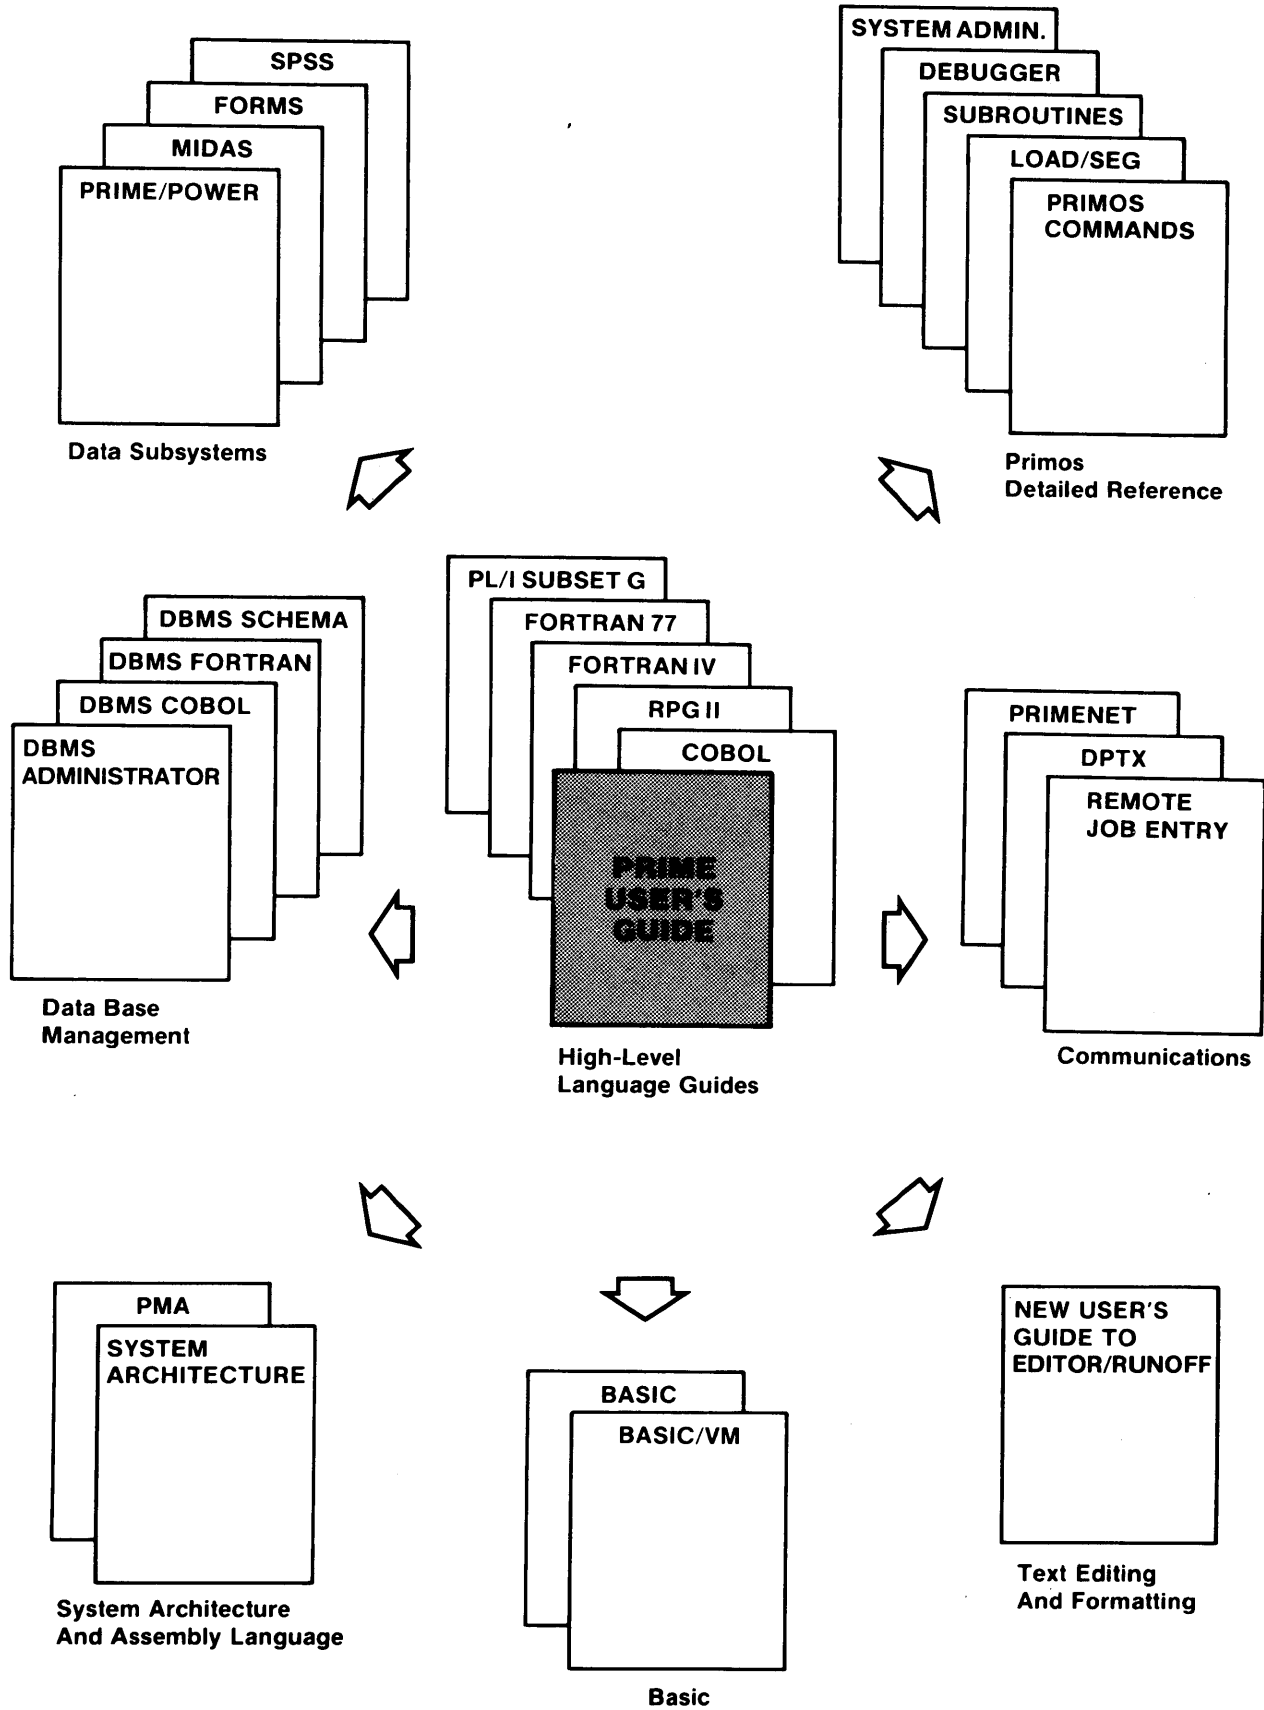 SPSS
FORMS
MIDAS
PRIME/POWER
Data Subsystems
SYSTEM ADMIN.
DEBUGGER
SUBROUTINES
LOAD/SEG
PRIMOS
COMMANDS
Primos
Detailed Reference
DBMS SCHEMA
DBMS FORTRAN
DBMS COBOL
DBMS
ADMINISTRATOR
Data Base
Management
PL/I SUBSET G
FORTRAN 77
FORTRAN IV
RPG II
COBOL
PRIME
USER'S
GUIDE
High-Level
Language Guides
PRIMENET
DPTX
REMOTE
JOB ENTRY
Communications
PMA
SYSTEM
ARCHITECTURE
System Architecture
And Assembly Language
BASIC
BASIC/VM
Basic
NEW USER'S
GUIDE TO
EDITOR/RUNOFF
Text Editing
And Formatting